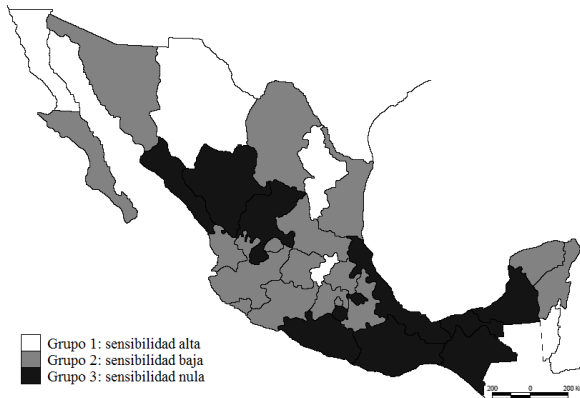 Grupo 1: sensibilidad alta
Grupo 2: sensibilidad baja
Grupo 3: sensibilidad nula
200 0 200 K